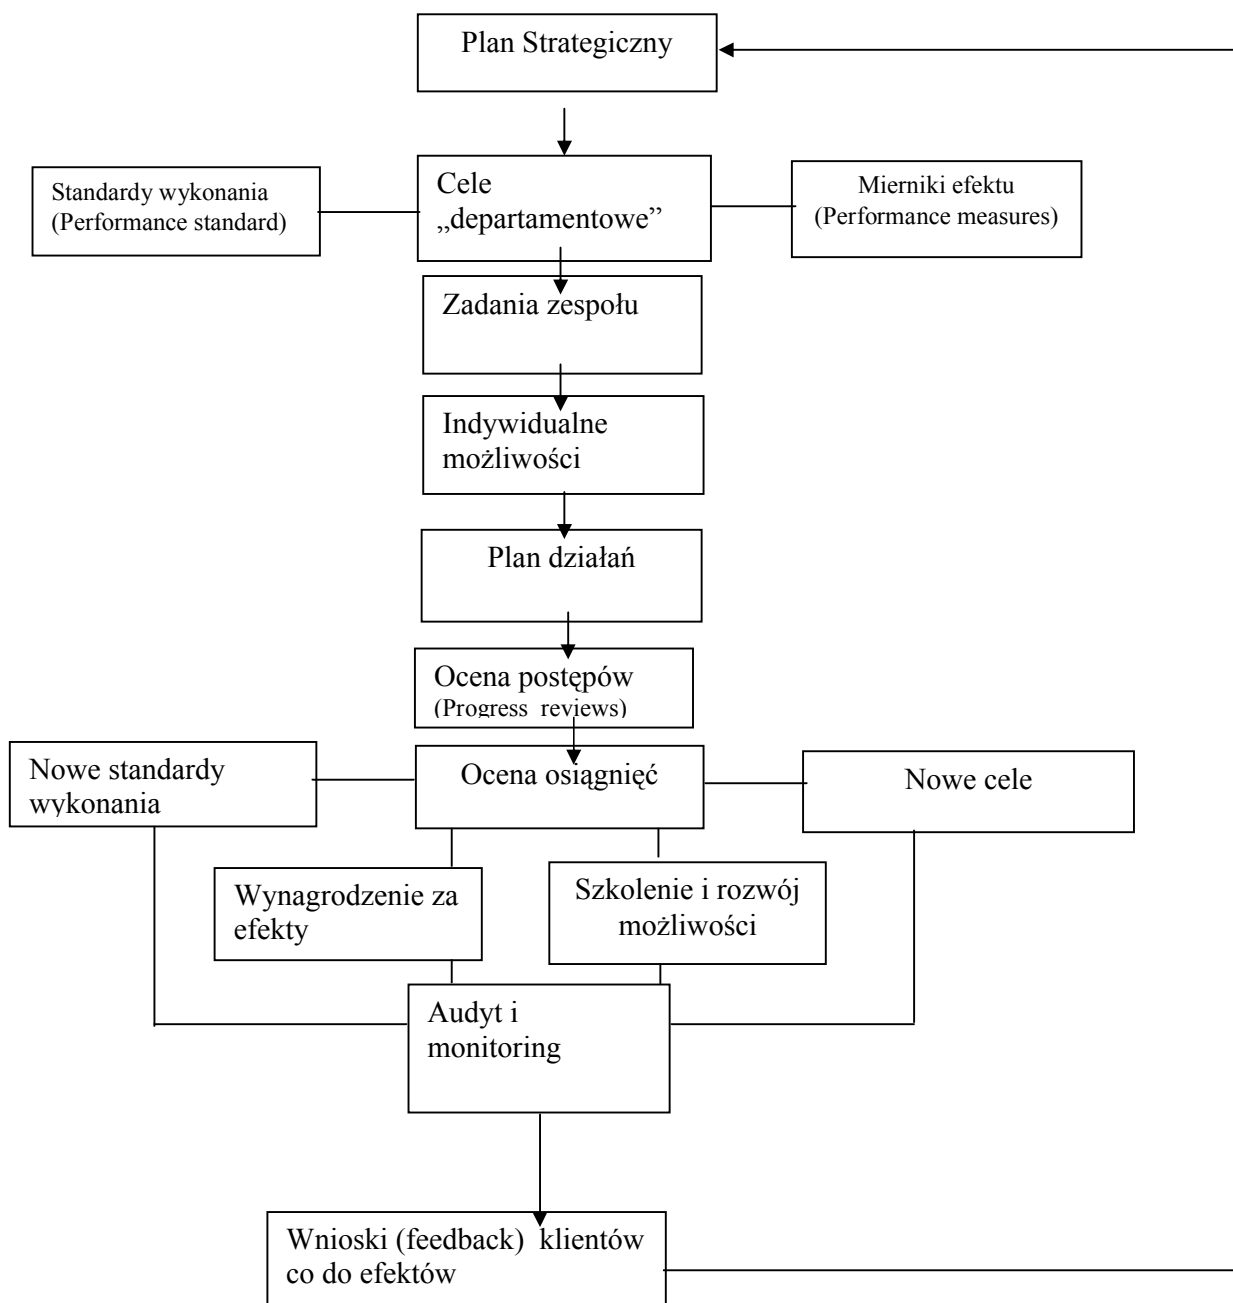 Plan Strategiczny
Standardy wykonania
(Performance standard)
Cele
„departamentowe”
Mierniki efektu
(Performance measures)
Zadania zespołu
Indywidualne
możliwości
Plan działań
Ocena postępów
(Progress reviews)
Nowe standardy
wykonania
Ocena osiągnięć
Nowe cele
Wynagrodzenie za
efekty
Szkolenie i rozwój
możliwości
Audyt i
monitoring
Wnioski (feedback) klientów
co do efektów